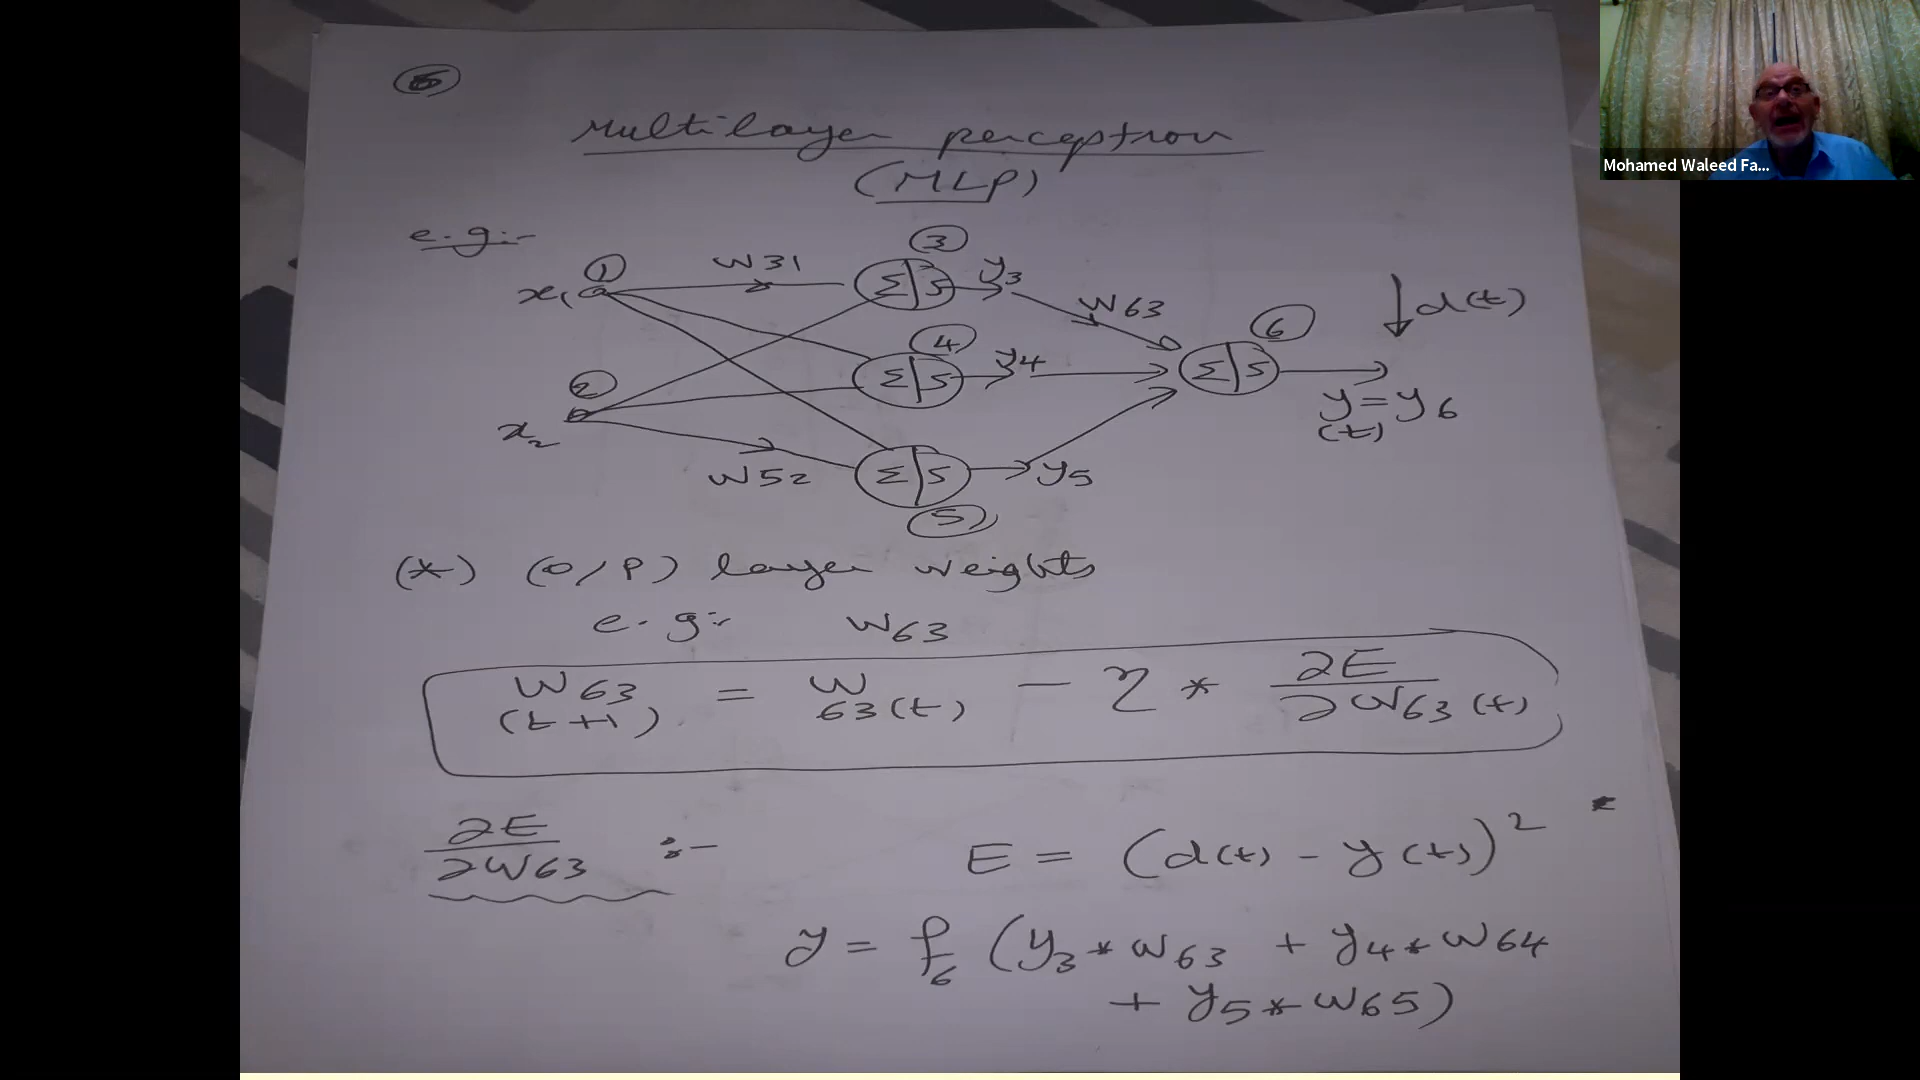 6
Multilayer perceptron
(MLP)
e.g:-
x1 1 W31 Σ S 3 y3 W63
x2 2 Σ S 4 y4 Σ S 6 d(t)
W52 Σ S 5 y5 y(t) = y6
(*) (O/P) layer weights
e.g:- W63
W63(t+1) = W63(t) - η * ∂E/∂W63(t)
∂E/∂W63 :- E = (d(t) - y(t))²
y = f6 (y3 * W63 + y4 * W64
+ y5 * W65)
Mohamed Waleed Fa...